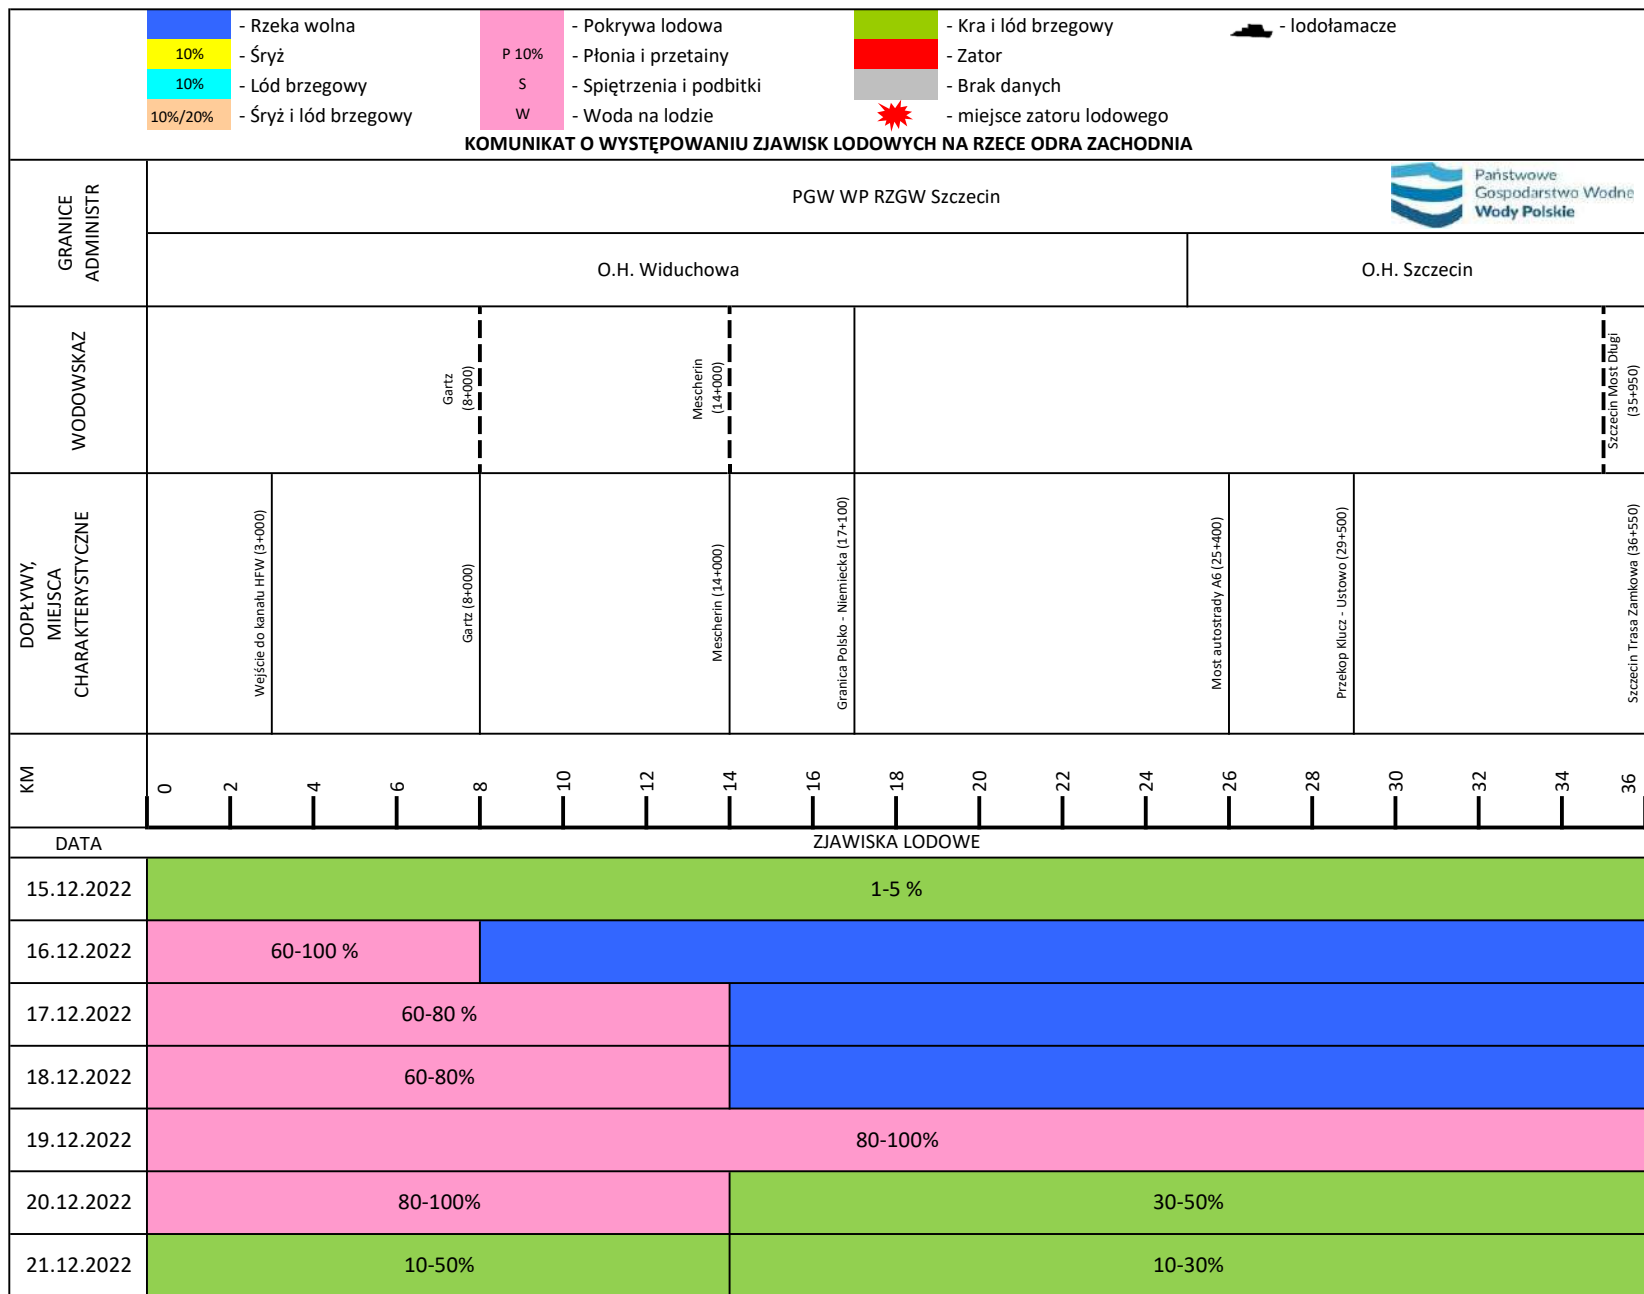 - Rzeka wolna
- Pokrywa lodowa
- Kra i lód brzegowy
- lodołamacze
10%
- Śryż
P 10%
- Płonia i przetainy
- Zator
10%
- Lód brzegowy
S
- Spiętrzenia i podbitki
- Brak danych
10%/20%
- Śryż i lód brzegowy
W
- Woda na lodzie
- miejsce zatoru lodowego
KOMUNIKAT O WYSTĘPOWANIU ZJAWISK LODOWYCH NA RZECE ODRA ZACHODNIA
GRANICE
ADMINISTR
PGW WP RZGW Szczecin
Państwowe
Gospodarstwo Wodne
Wody Polskie
O.H. Widuchowa
O.H. Szczecin
WODOWSKAZ
Gartz
(8+000)
Mescherin
(14+000)
Szczecin Most Długi
(35+950)
DOPŁYWY,
MIEJSCA
CHARAKTERYSTYCZNE
Wejście do kanału HFW (3+000)
Gartz (8+000)
Mescherin (14+000)
Granica Polsko - Niemiecka (17+100)
Most autostrady A6 (25+400)
Przekop Klucz - Ustowo (29+500)
Szczecin Trasa Zamkowa (36+550)
KM
0
2
4
6
8
10
12
14
16
18
20
22
24
26
28
30
32
34
36
DATA
ZJAWISKA LODOWE
15.12.2022
1-5 %
16.12.2022
60-100 %
17.12.2022
60-80 %
18.12.2022
60-80%
19.12.2022
80-100%
20.12.2022
80-100%
30-50%
21.12.2022
10-50%
10-30%